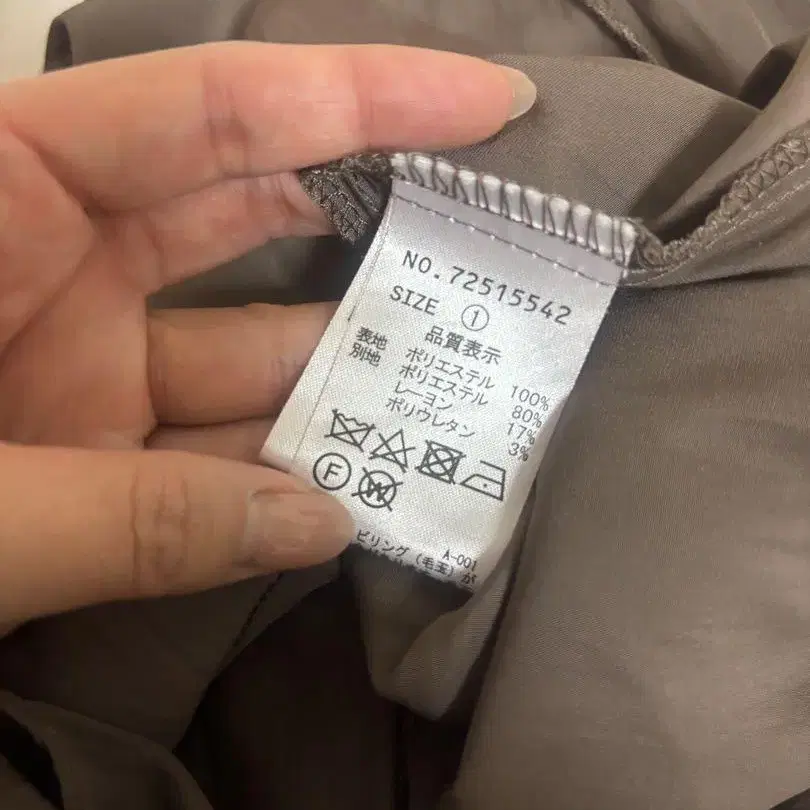 NO.72515542
SIZE ①
品質表示
表地 ポリエステル 100%
別地 ポリエステル 80%
レーヨン 17%
ポリウレタン 3%
F W
A-001
ピリング(毛玉)が